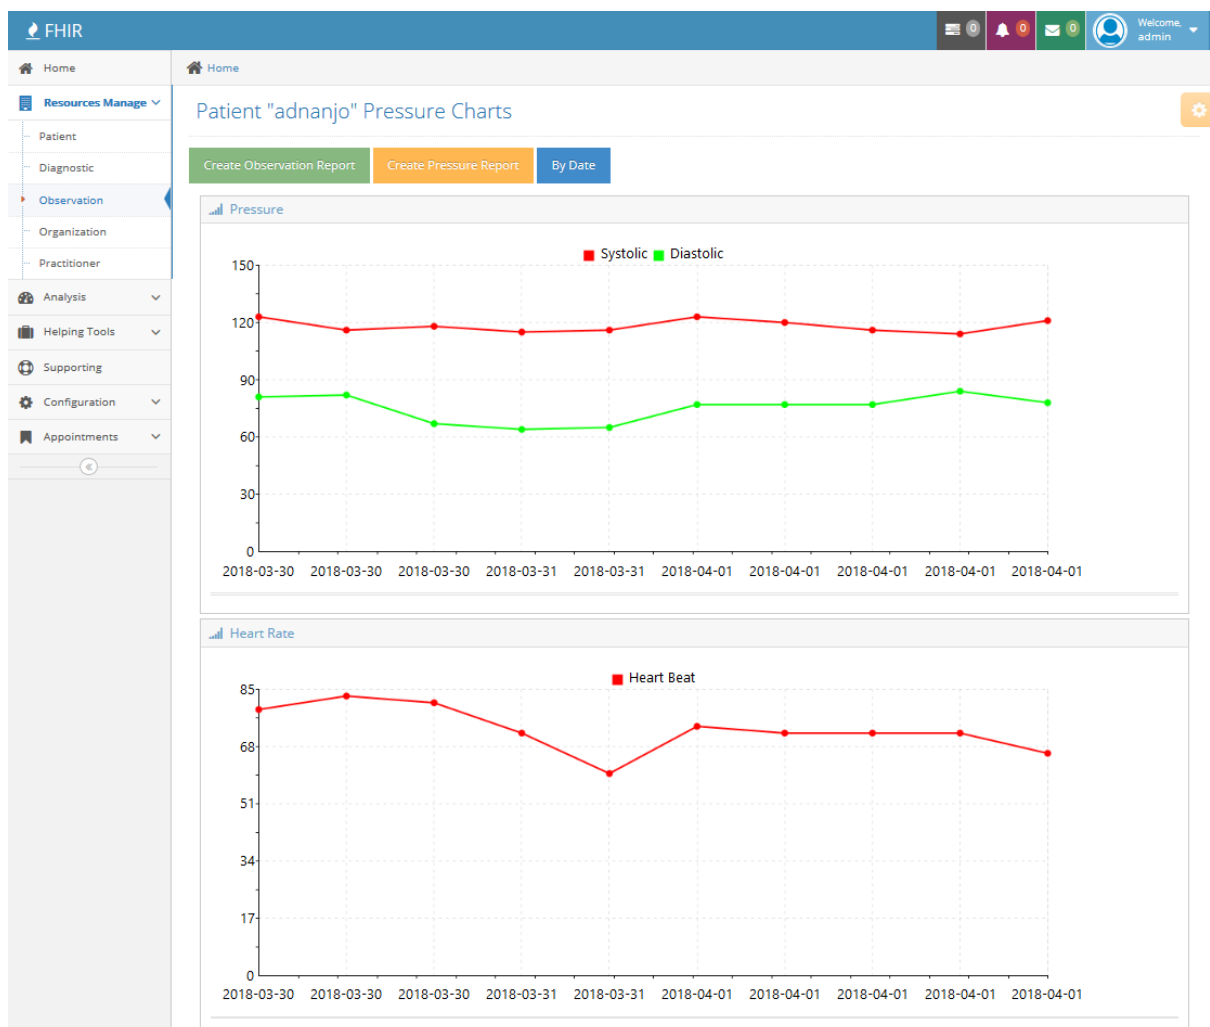 FHIR
0 0 0 Welcome, admin
Home
Resources Manage
Patient
Diagnostic
Observation
Organization
Practitioner
Analysis
Helping Tools
Supporting
Configuration
Appointments
Home
Patient "adnanjo" Pressure Charts
Create Observation Report Create Pressure Report By Date
Pressure
Systolic Diastolic
150
120
90
60
30
0
2018-03-30 2018-03-30 2018-03-30 2018-03-31 2018-03-31 2018-04-01 2018-04-01 2018-04-01 2018-04-01 2018-04-01
Heart Rate
Heart Beat
85
68
51
34
17
0
2018-03-30 2018-03-30 2018-03-30 2018-03-31 2018-03-31 2018-04-01 2018-04-01 2018-04-01 2018-04-01 2018-04-01